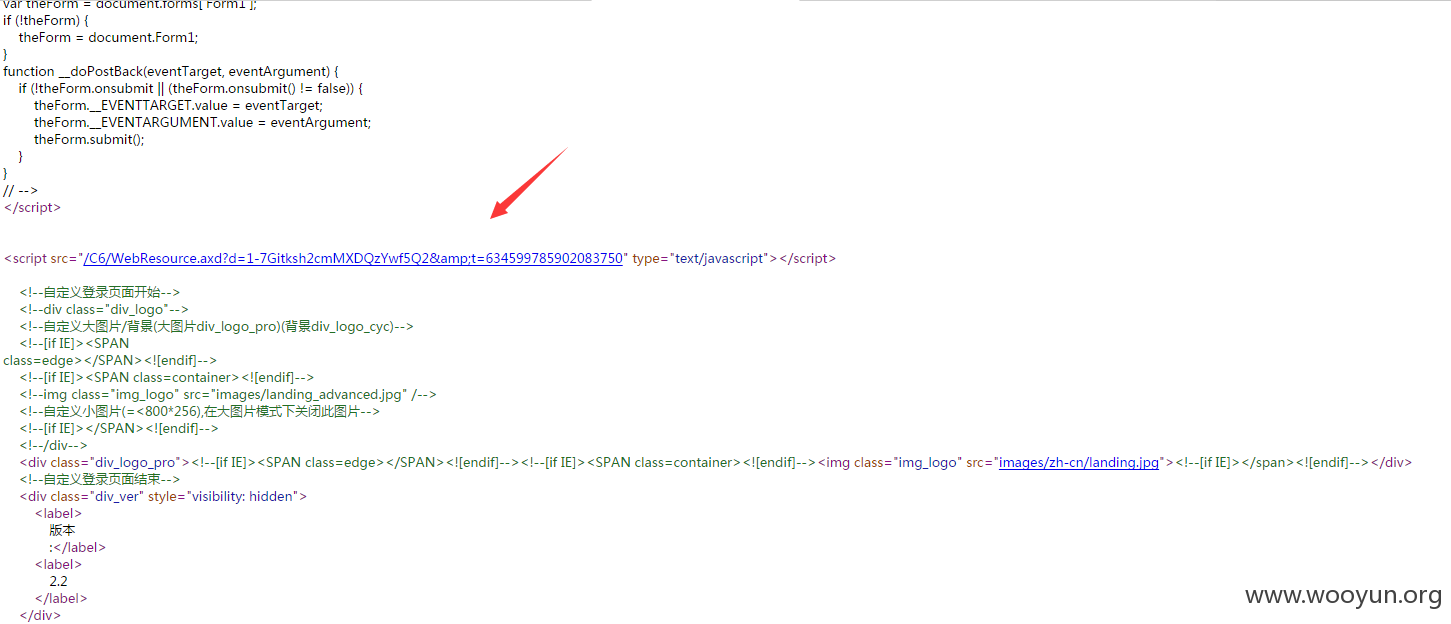 var theForm = document.forms['Form1'];
if (!theForm) {
theForm = document.Form1;
}
function __doPostBack(eventTarget, eventArgument) {
if (!theForm.onsubmit || (theForm.onsubmit() != false)) {
theForm.__EVENTTARGET.value = eventTarget;
theForm.__EVENTARGUMENT.value = eventArgument;
theForm.submit();
}
}
// -->
</script>
<script src="/C6/WebResource.axd?d=1-7Gitksh2cmMXDQzYwf5Q2&amp;t=634599785902083750" type="text/javascript"></script>
<!--自定义登录页面开始-->
<!--div class="div_logo"-->
<!--自定义大图片/背景(大图片div_logo_pro)(背景div_logo_cyc)-->
<!--[if IE]><SPAN
class=edge></SPAN><![endif]-->
<!--[if IE]><SPAN class=container><![endif]-->
<!--img class="img_logo" src="images/landing_advanced.jpg" /-->
<!--自定义小图片(=<800*256),在大图片模式下关闭此图片-->
<!--[if IE]></SPAN><![endif]-->
<!--/div-->
<div class="div_logo_pro"><!--[if IE]><SPAN class=edge></SPAN><![endif]--><!--[if IE]><SPAN class=container><![endif]--><img class="img_logo" src="images/zh-cn/landing.jpg"><!--[if IE]></span><![endif]--></div>
<!--自定义登录页面结束-->
<div class="div_ver" style="visibility: hidden">
<label>
版本
:</label>
<label>
2.2
</label>
</div>
www.wooyun.org